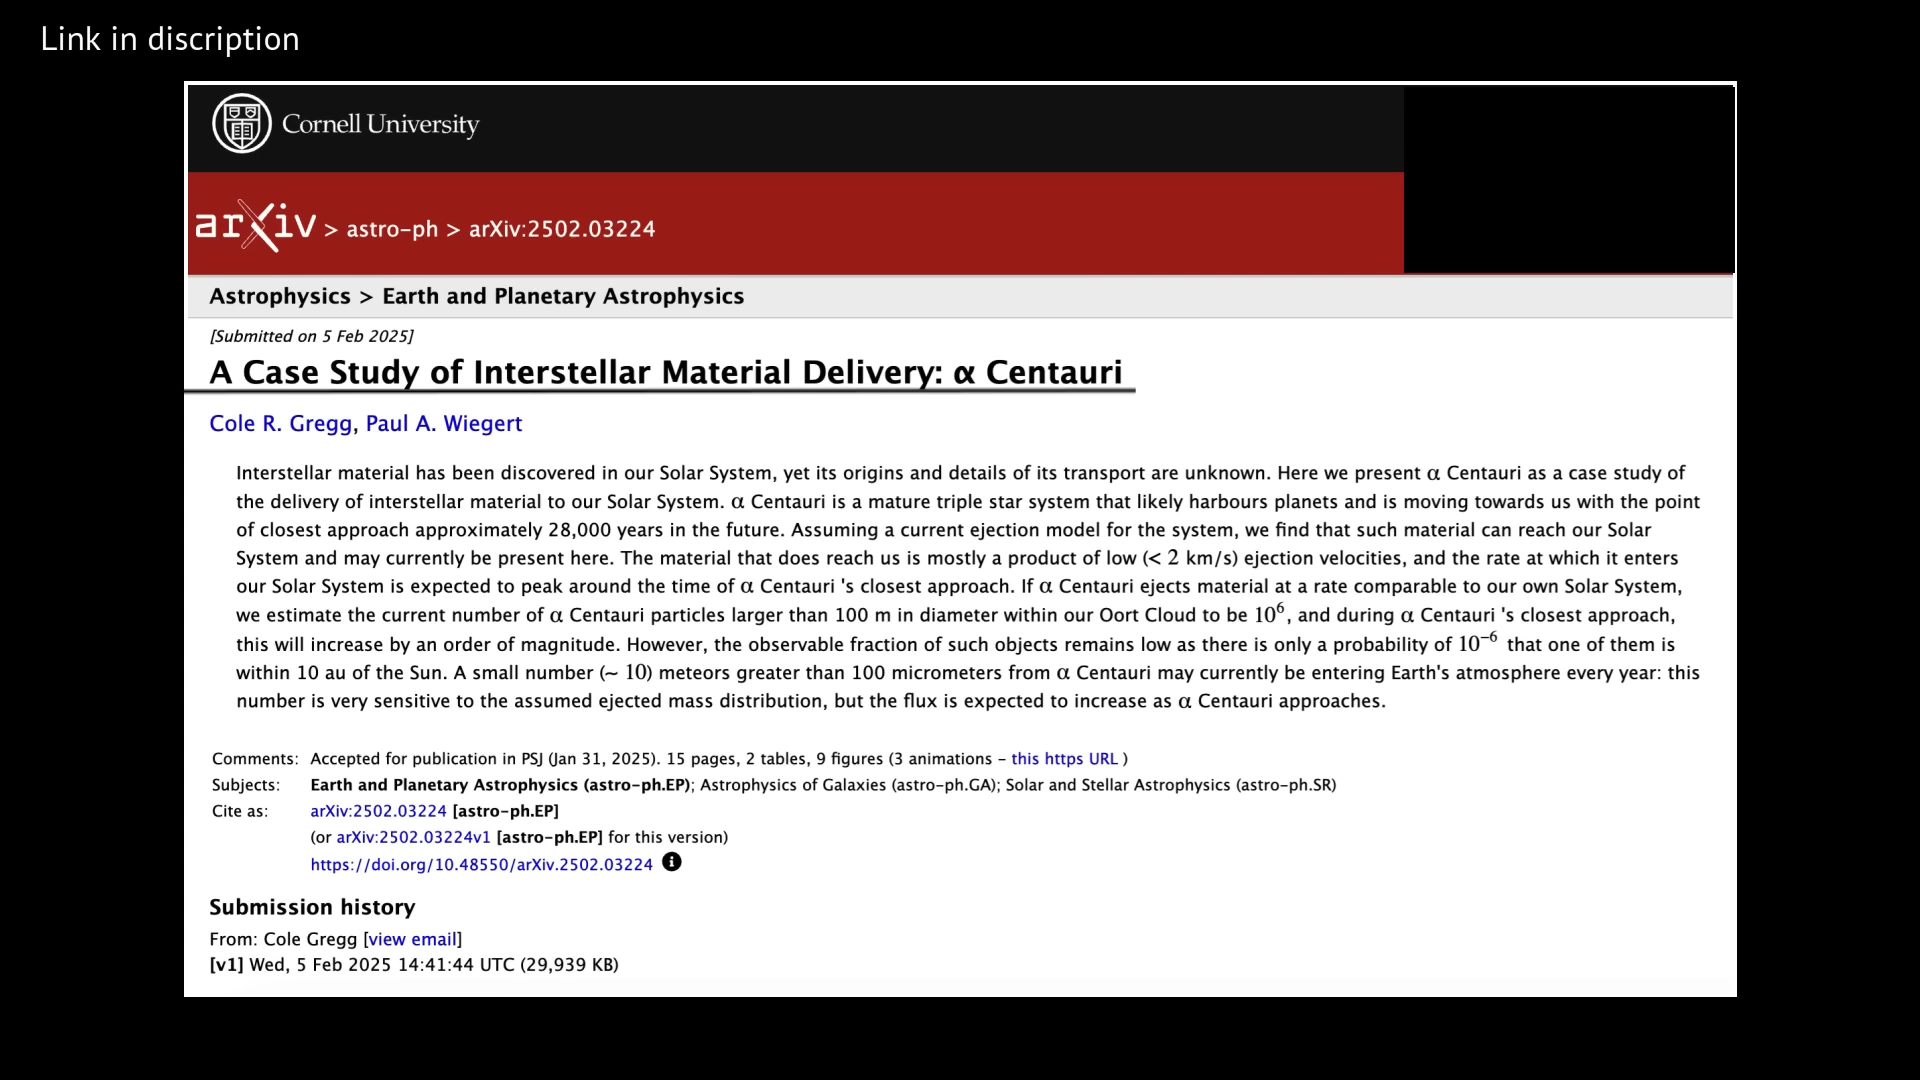 Link in discription
Cornell University
arXiv > astro-ph > arXiv:2502.03224
Astrophysics > Earth and Planetary Astrophysics
[Submitted on 5 Feb 2025]
A Case Study of Interstellar Material Delivery: α Centauri
Cole R. Gregg, Paul A. Wiegert
Interstellar material has been discovered in our Solar System, yet its origins and details of its transport are unknown. Here we present α Centauri as a case study of
the delivery of interstellar material to our Solar System. α Centauri is a mature triple star system that likely harbours planets and is moving towards us with the point
of closest approach approximately 28,000 years in the future. Assuming a current ejection model for the system, we find that such material can reach our Solar
System and may currently be present here. The material that does reach us is mostly a product of low (< 2 km/s) ejection velocities, and the rate at which it enters
our Solar System is expected to peak around the time of α Centauri 's closest approach. If α Centauri ejects material at a rate comparable to our own Solar System,
we estimate the current number of α Centauri particles larger than 100 m in diameter within our Oort Cloud to be 10⁶, and during α Centauri 's closest approach,
this will increase by an order of magnitude. However, the observable fraction of such objects remains low as there is only a probability of 10⁻⁶ that one of them is
within 10 au of the Sun. A small number (~ 10) meteors greater than 100 micrometers from α Centauri may currently be entering Earth's atmosphere every year: this
number is very sensitive to the assumed ejected mass distribution, but the flux is expected to increase as α Centauri approaches.
Comments: Accepted for publication in PSJ (Jan 31, 2025). 15 pages, 2 tables, 9 figures (3 animations – this https URL )
Subjects: Earth and Planetary Astrophysics (astro-ph.EP); Astrophysics of Galaxies (astro-ph.GA); Solar and Stellar Astrophysics (astro-ph.SR)
Cite as: arXiv:2502.03224 [astro-ph.EP]
(or arXiv:2502.03224v1 [astro-ph.EP] for this version)
https://doi.org/10.48550/arXiv.2502.03224
Submission history
From: Cole Gregg [view email]
[v1] Wed, 5 Feb 2025 14:41:44 UTC (29,939 KB)